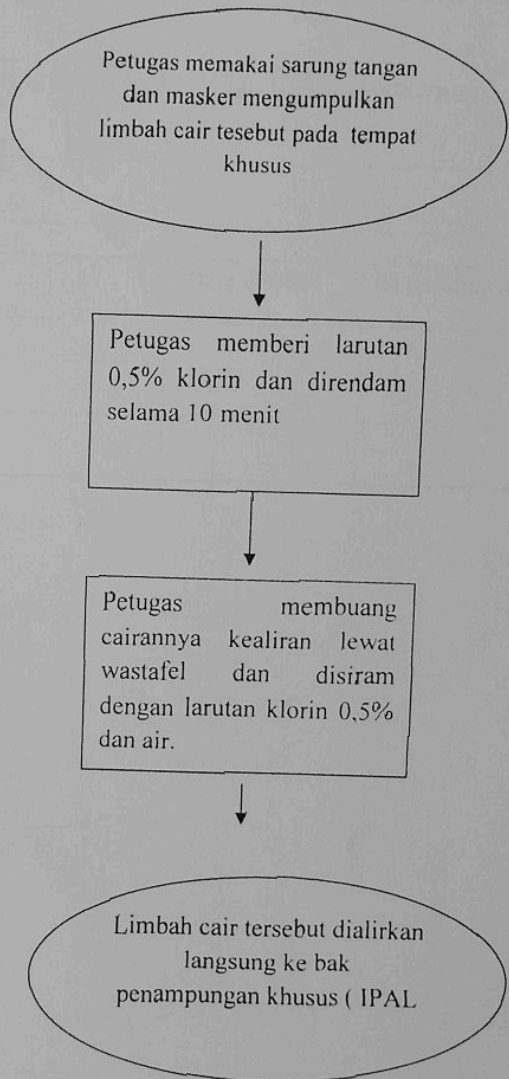 Petugas memakai sarung tangan
dan masker mengumpulkan
limbah cair tesebut pada tempat
khusus
Petugas memberi larutan
0,5% klorin dan direndam
selama 10 menit
Petugas membuang
cairannya kealiran lewat
wastafel dan disiram
dengan larutan klorin 0,5%
dan air.
Limbah cair tersebut dialirkan
langsung ke bak
penampungan khusus ( IPAL